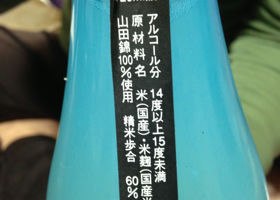 アルコール分 14度以上15度未満
原材料名 米(国産)・米麹(国産米
山田錦100%使用 精米歩合 60%